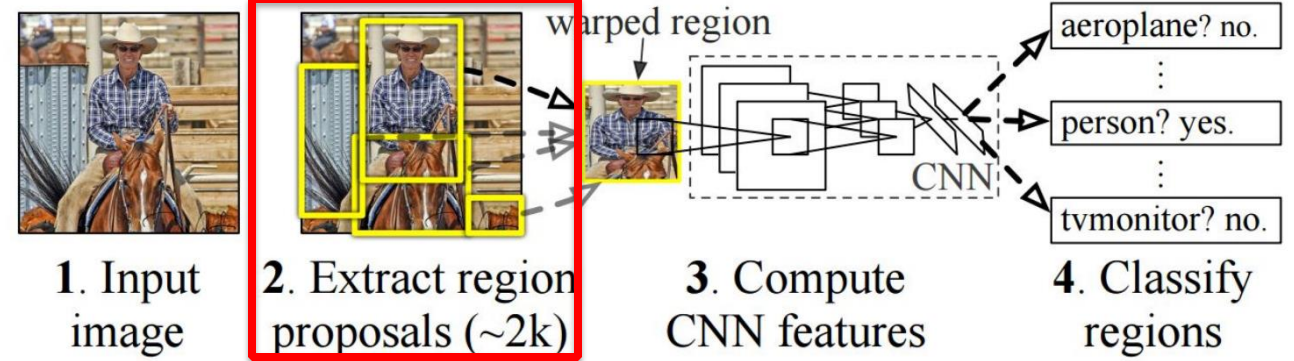 warped region
aeroplane? no.
person? yes.
tvmonitor? no.
CNN
1. Input
image
2. Extract region
proposals (~2k)
3. Compute
CNN features
4. Classify
regions